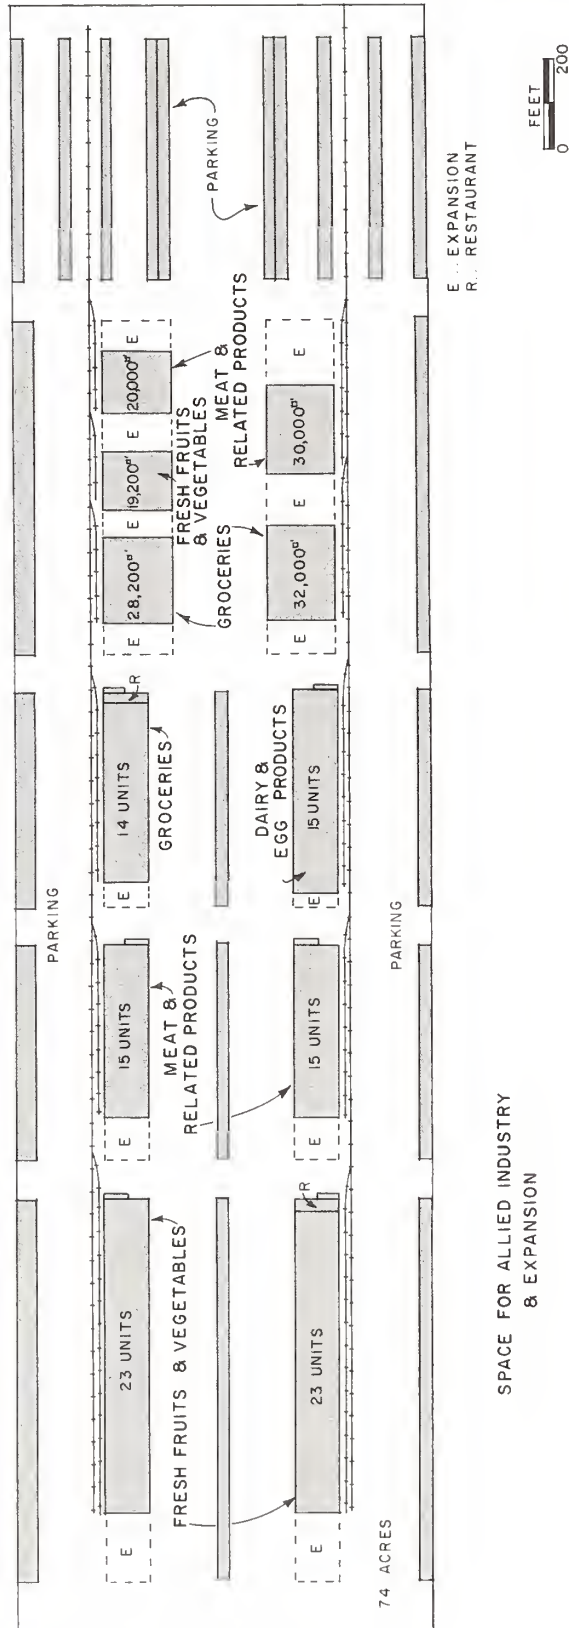 FEET
0 200
E... EXPANSION
R... RESTAURANT
PARKING
E
20,000□'
MEAT &
RELATED PRODUCTS
E
E
19,200□'
FRESH FRUITS
& VEGETABLES
30,000□'
E
E
28,200□'
GROCERIES
32,000□'
E
E
R
14 UNITS
GROCERIES
DAIRY &
EGG PRODUCTS
15 UNITS
E
E
PARKING
PARKING
15 UNITS
MEAT &
RELATED PRODUCTS
15 UNITS
E
E
R
23 UNITS
FRESH FRUITS & VEGETABLES
23 UNITS
E
E
74 ACRES
SPACE FOR ALLIED INDUSTRY
& EXPANSION